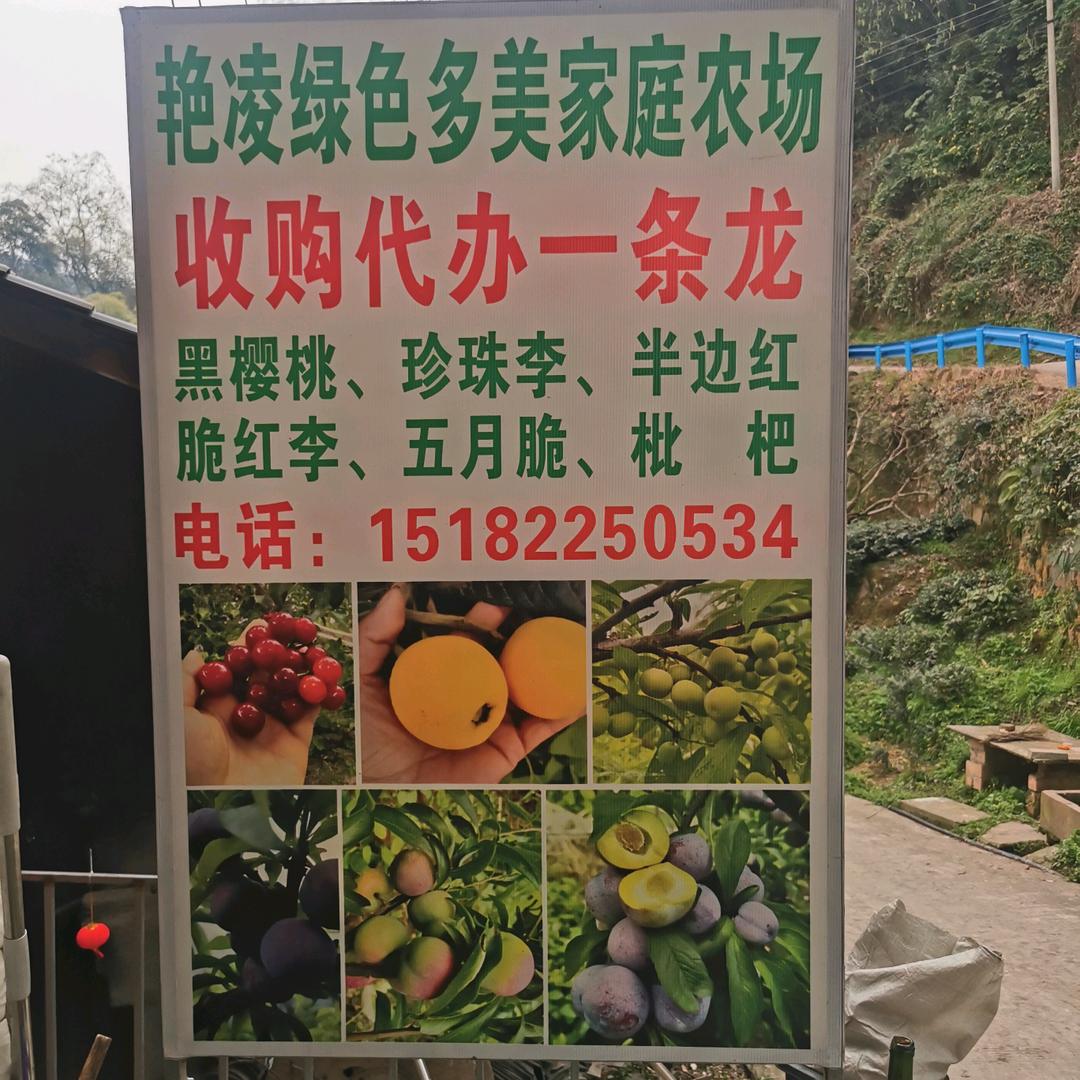 艳凌绿色多美家庭农场
收购代办一条龙
黑樱桃、珍珠李、半边红
脆红李、五月脆、枇 杷
电话：15182250534